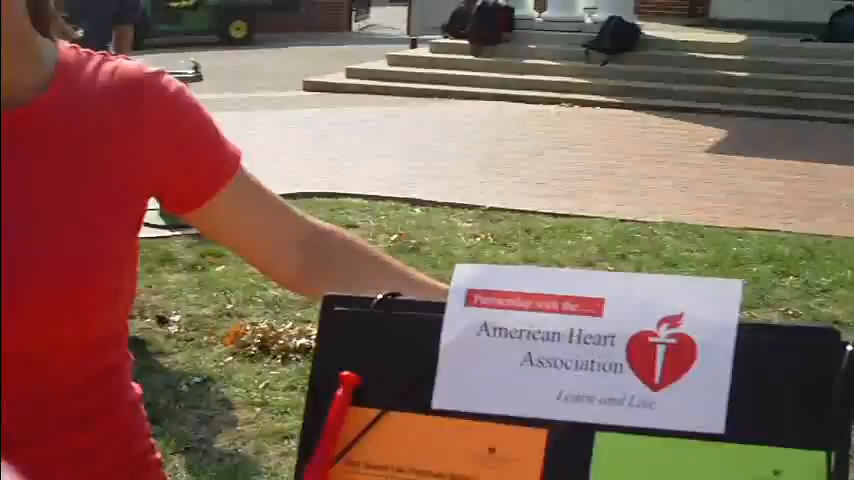 Partnership with the....
American Heart
Association
Learn and Live